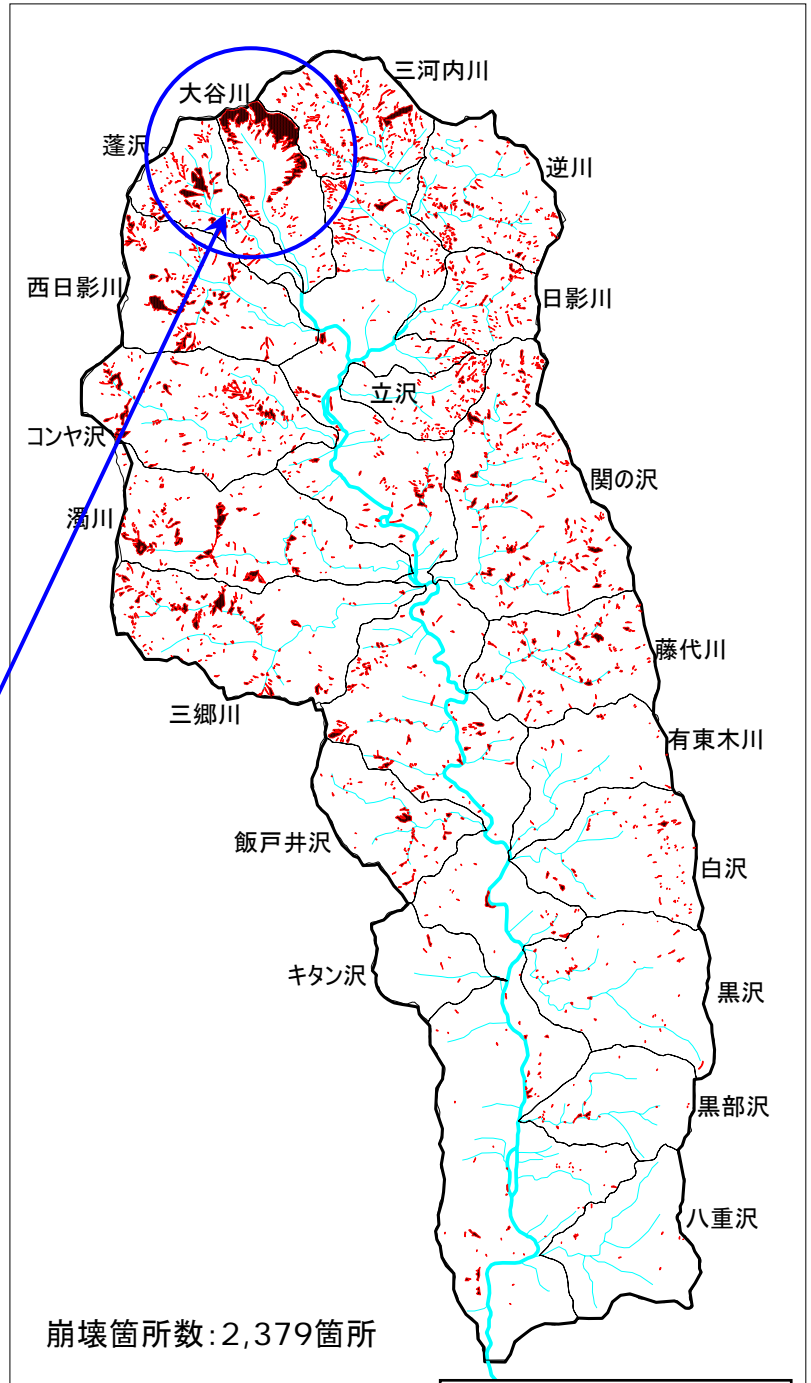 三河内川
大谷川
蓬沢
逆川
西日影川
日影川
立沢
コンヤ沢
関の沢
濁川
藤代川
三郷川
有東木川
飯戸井沢
白沢
キタン沢
黒沢
黒部沢
八重沢
崩壊箇所数:2,379箇所